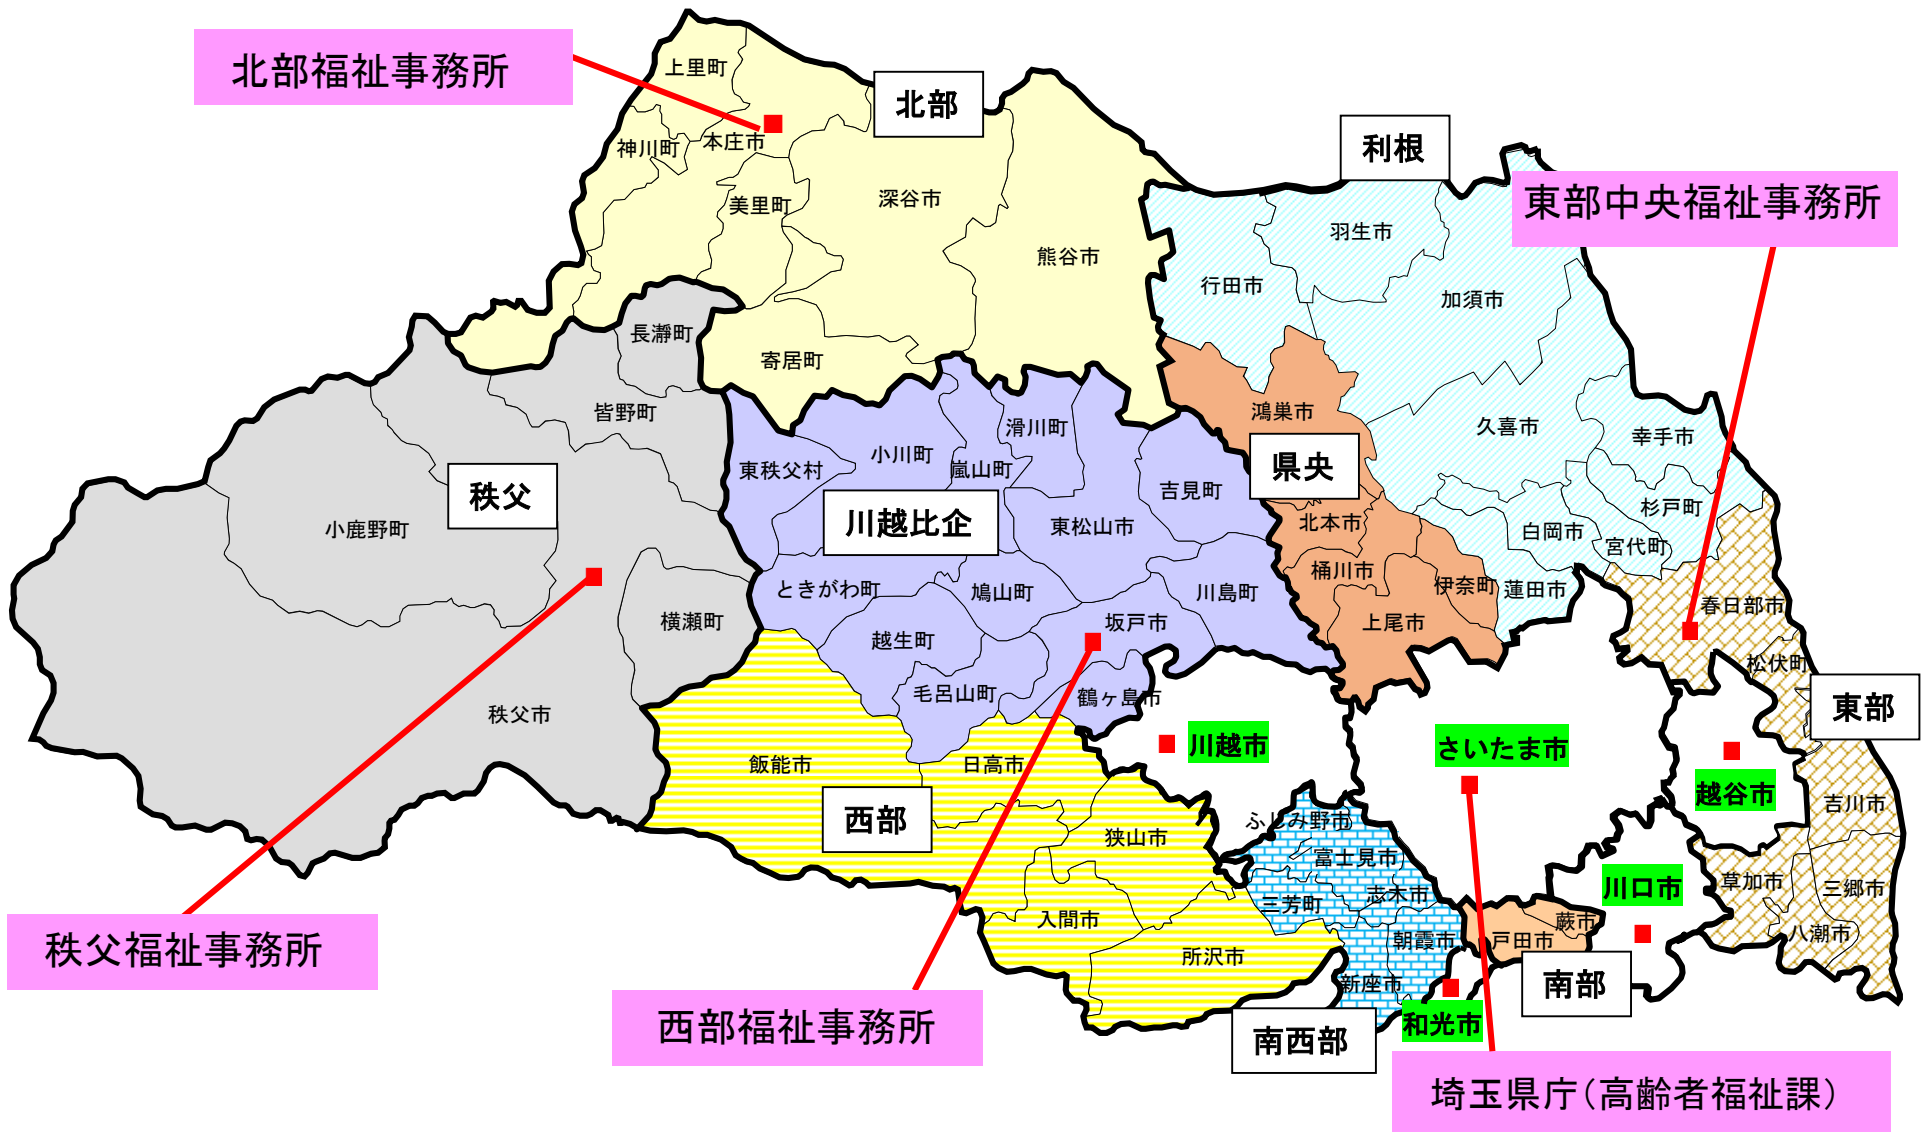 北部福祉事務所
上里町
北部
神川町
本庄市
利根
美里町
深谷市
東部中央福祉事務所
羽生市
熊谷市
行田市
加須市
長瀞町
寄居町
皆野町
鴻巣市
滑川町
久喜市
幸手市
小川町
東秩父村
嵐山町
県央
秩父
吉見町
杉戸町
川越比企
東松山市
北本市
小鹿野町
白岡市
宮代町
桶川市
ときがわ町
鳩山町
川島町
伊奈町
蓮田市
春日部市
横瀬町
坂戸市
上尾市
越生町
松伏町
毛呂山町
鶴ヶ島市
東部
秩父市
川越市
さいたま市
飯能市
日高市
越谷市
吉川市
西部
ふじみ野市
狭山市
富士見市
川口市
草加市
三郷市
志木市
三芳町
入間市
蕨市
八潮市
朝霞市
戸田市
秩父福祉事務所
所沢市
新座市
南部
西部福祉事務所
和光市
南西部
埼玉県庁(高齢者福祉課)